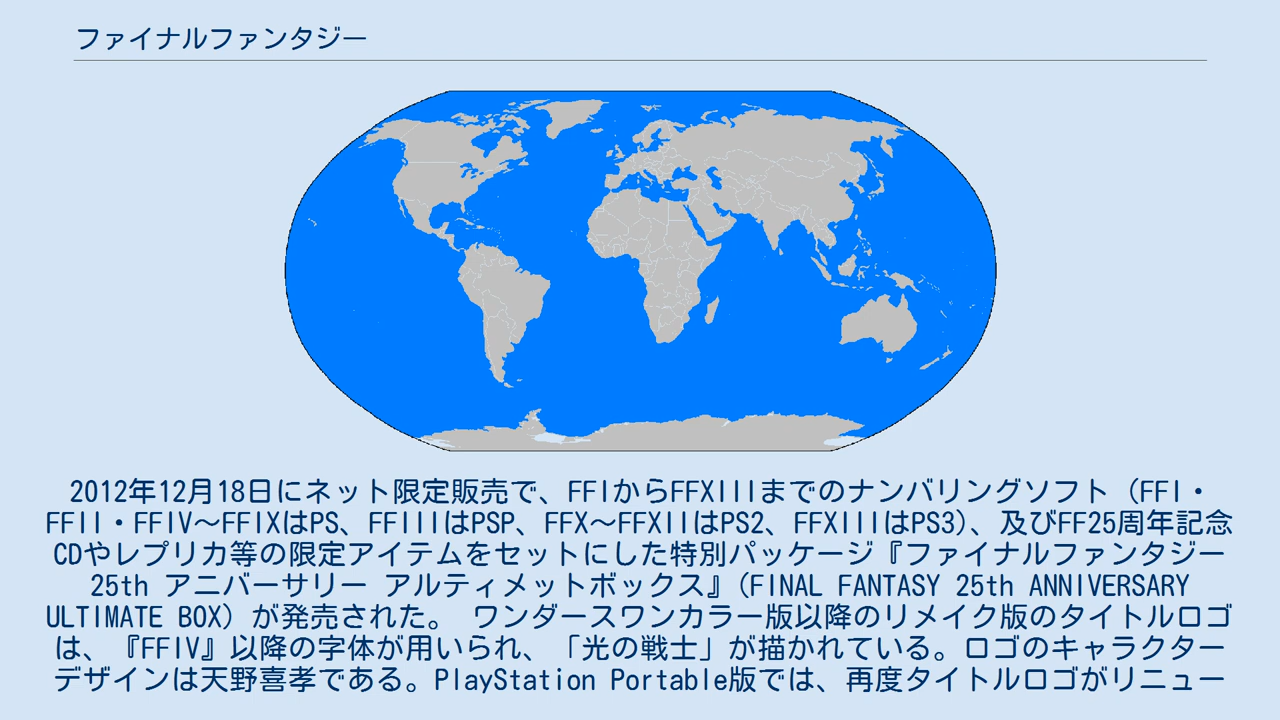 ファイナルファンタジー
2012年12月18日にネット限定販売で、FFIからFFXIIIまでのナンバリングソフト（FFI・
FFII・FFIV～FFIXはPS、FFIIIはPSP、FFX～FFXIIはPS2、FFXIIIはPS3）、及びFF25周年記念
CDやレプリカ等の限定アイテムをセットにした特別パッケージ『ファイナルファンタジー
25th アニバーサリー アルティメットボックス』（FINAL FANTASY 25th ANNIVERSARY
ULTIMATE BOX）が発売された。 ワンダースワンカラー版以降のリメイク版のタイトルロゴ
は、『FFIV』以降の字体が用いられ、「光の戦士」が描かれている。ロゴのキャラクター
デザインは天野喜孝である。PlayStation Portable版では、再度タイトルロゴがリニュー